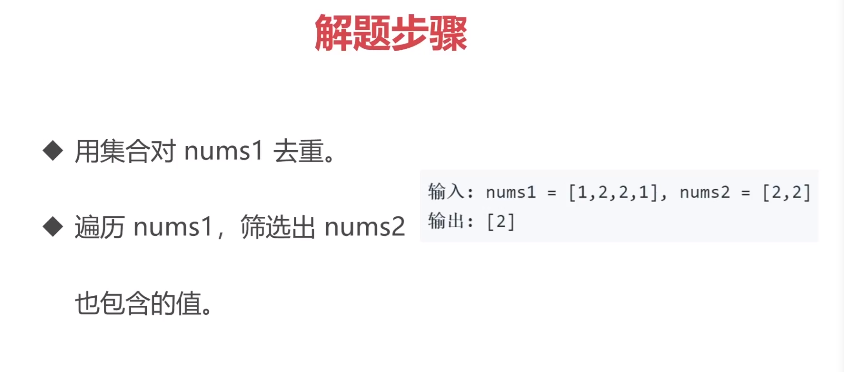 解题步骤
◆ 用集合对 nums1 去重。
◆ 遍历 nums1，筛选出 nums2
也包含的值。
输入：nums1 = [1,2,2,1], nums2 = [2,2]
输出：[2]